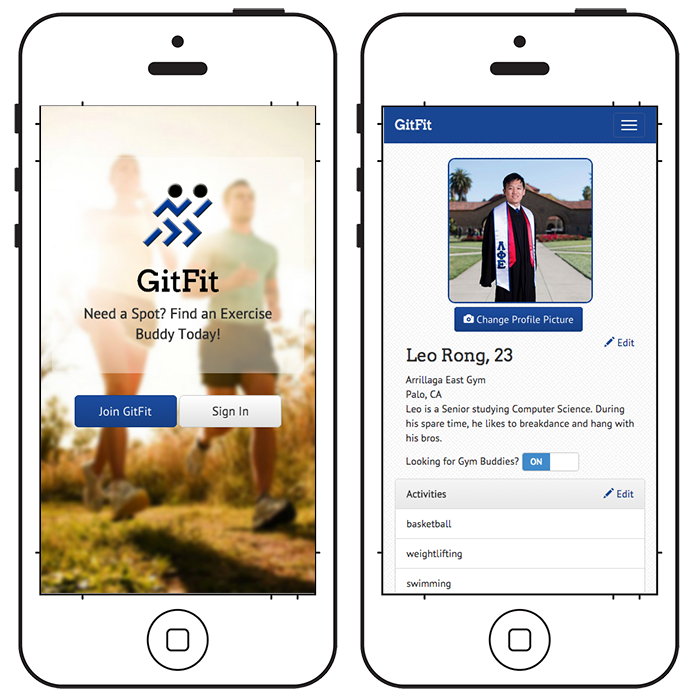 GitFit
Need a Spot? Find an Exercise
Buddy Today!
Join GitFit
Sign In
GitFit
ΛΦΕ
Change Profile Picture
Edit
Leo Rong, 23
Arrillaga East Gym
Palo, CA
Leo is a Senior studying Computer Science. During
his spare time, he likes to breakdance and hang with
his bros.
Looking for Gym Buddies? ON
Activities
Edit
basketball
weightlifting
swimming